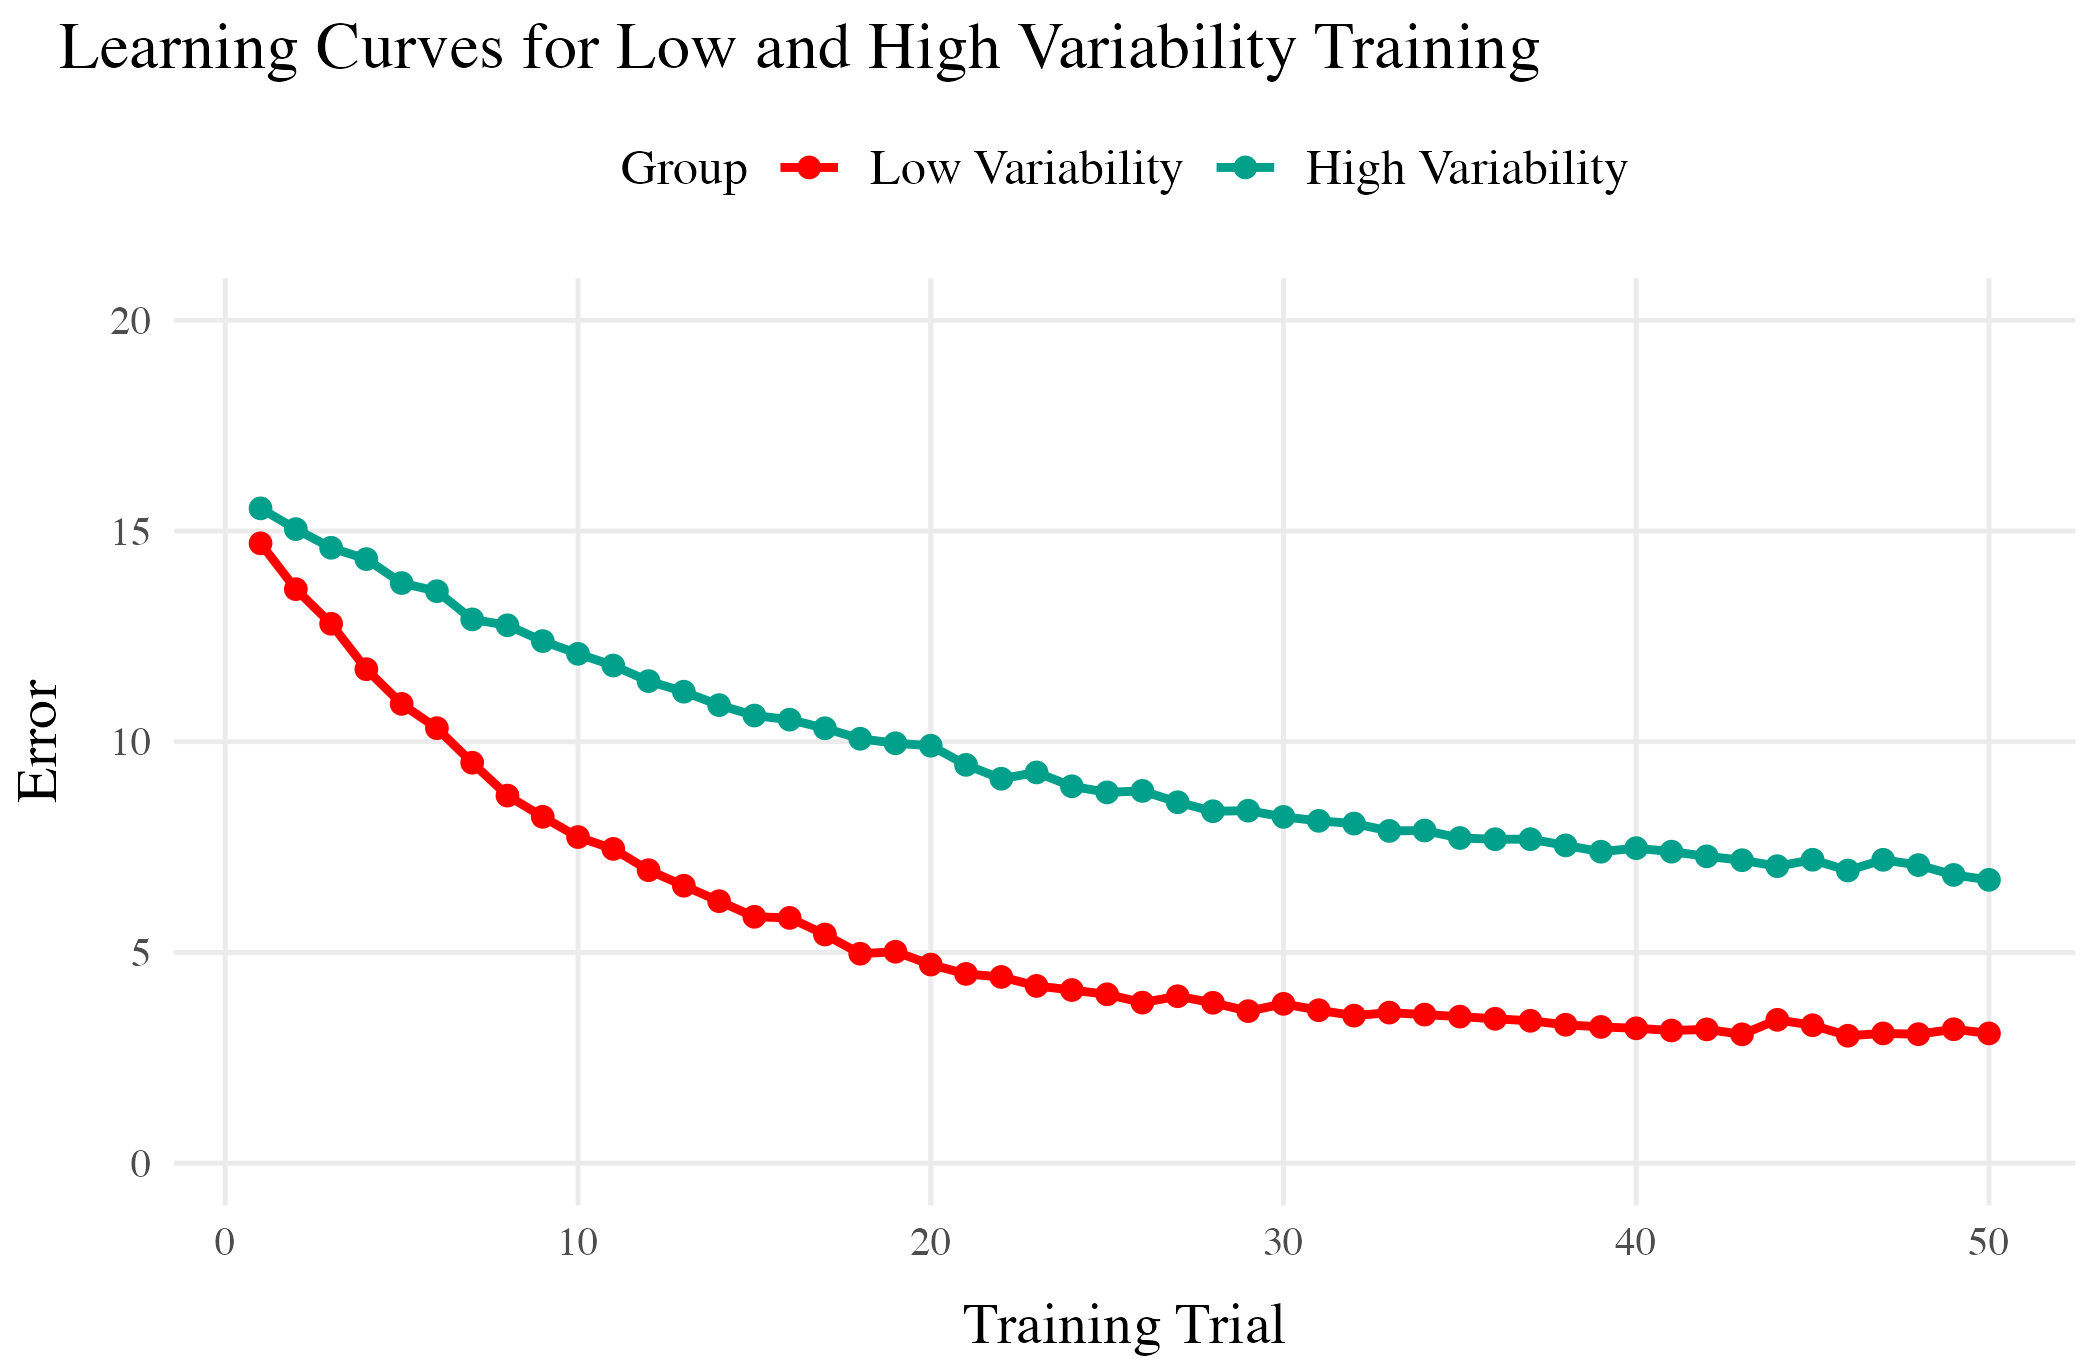 Learning Curves for Low and High Variability Training
Group Low Variability High Variability
20
15
10
5
0
Error
0 10 20 30 40 50
Training Trial